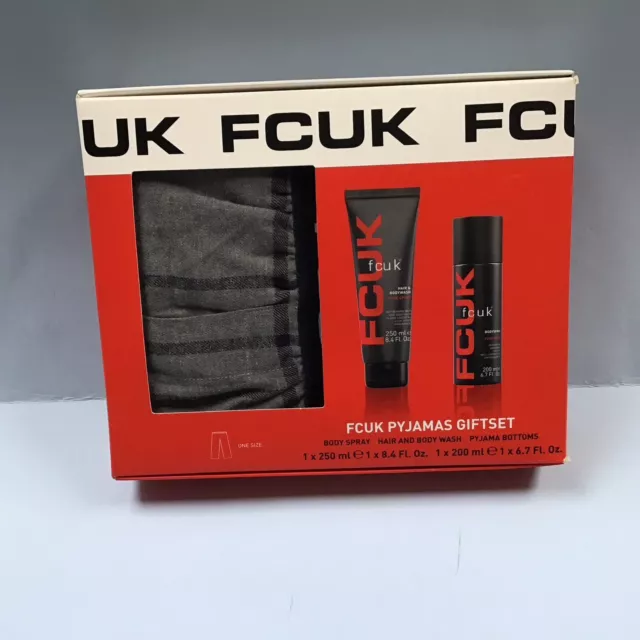 UK FCUK FCU
FCUK
fcuk
HAIR &
BODYWASH
250 ml e
8.4 Fl. Oz.
FCUK
fcuk
200 ml
6.7 Fl. Oz.
ONE SIZE
FCUK PYJAMAS GIFTSET
BODY SPRAY HAIR AND BODY WASH PYJAMA BOTTOMS
1 x 250 ml e 1 x 8.4 Fl. Oz. 1 x 200 ml e 1 x 6.7 Fl. Oz.